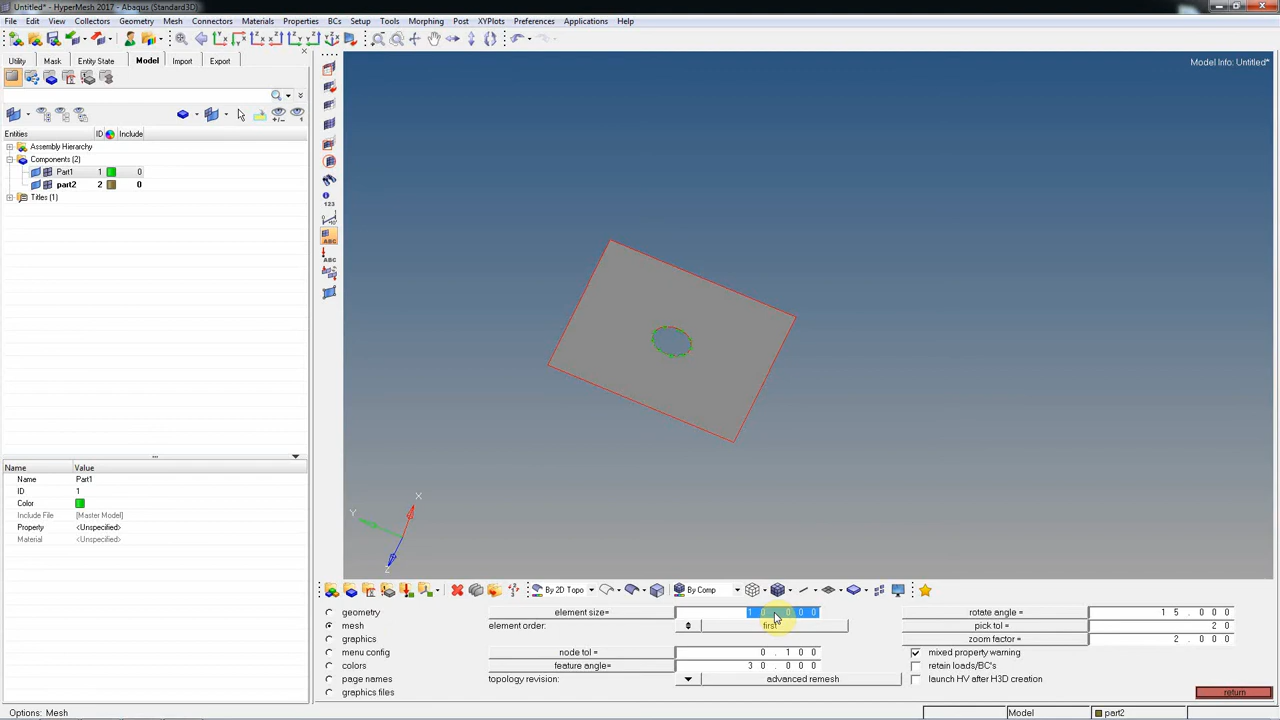 Untitled* - HyperMesh 2017 - Abaqus (Standard3D)
File Edit View Collectors Geometry Mesh Connectors Materials Properties BCs Setup Tools Morphing Post XYPlots Preferences Applications Help
Utility Mask Entity State Model Import Export
Model Info: Untitled*
Entities ID Include
Assembly Hierarchy
Components (2)
Part1 1 0
part2 2 0
Titles (1)
123
ABC
ABC
Name Value
Name Part1
ID 1
Color
Include File [Master Model]
Property <Unspecified>
Material <Unspecified>
X
Y
Z
By 2D Topo By Comp
geometry element size= 10.000 rotate angle = 15.000
mesh element order: first pick tol = 20
graphics zoom factor = 2.000
menu config node tol = 0.100 mixed property warning
colors feature angle= 30.000 retain loads/BC's
page names topology revision: advanced remesh launch HV after H3D creation
graphics files return
Options: Mesh Model part2